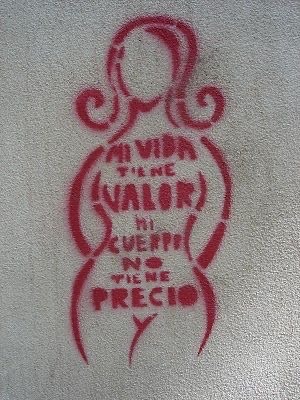 MI VIDA
TIENE
VALOR
MI
CUERPO
NO
TIENE
PRECIO